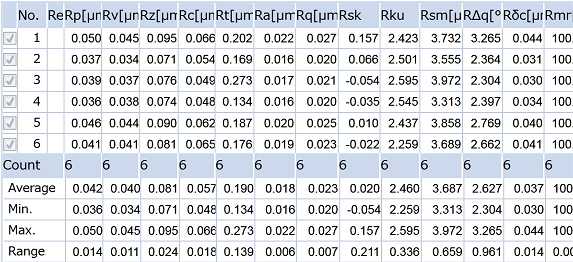 No. Re Rp[µm Rv[µm Rz[µm Rc[µm Rt[µm Ra[µm Rq[µm Rsk Rku Rsm[µ RΔq[° Rδc[µm Rmr[
1 0.050 0.045 0.095 0.066 0.202 0.022 0.027 0.157 2.423 3.732 3.265 0.044 100.
2 0.037 0.034 0.071 0.054 0.169 0.016 0.020 0.066 2.501 3.555 2.364 0.031 100.
3 0.039 0.037 0.076 0.049 0.273 0.017 0.021 -0.054 2.595 3.972 2.304 0.030 100.
4 0.036 0.038 0.074 0.048 0.134 0.016 0.020 -0.035 2.545 3.313 2.397 0.034 100.
5 0.046 0.044 0.090 0.062 0.187 0.020 0.025 0.010 2.437 3.858 2.769 0.040 100.
6 0.041 0.041 0.081 0.065 0.176 0.019 0.023 -0.022 2.259 3.689 2.662 0.041 100.
Count 6 6 6 6 6 6 6 6 6 6 6 6 6
Average 0.042 0.040 0.081 0.057 0.190 0.018 0.023 0.020 2.460 3.687 2.627 0.037 100
Min. 0.036 0.034 0.071 0.048 0.134 0.016 0.020 -0.054 2.259 3.313 2.304 0.030 100
Max. 0.050 0.045 0.095 0.066 0.273 0.022 0.027 0.157 2.595 3.972 3.265 0.044 100
Range 0.014 0.011 0.024 0.018 0.139 0.006 0.007 0.211 0.336 0.659 0.961 0.014 0.00